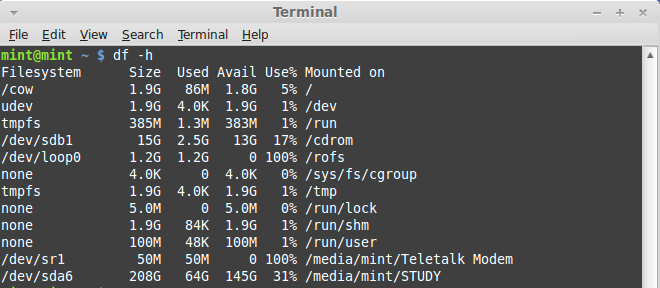 Terminal
File Edit View Search Terminal Help
mint@mint ~ $ df -h
Filesystem      Size  Used Avail Use% Mounted on
/cow            1.9G   86M  1.8G   5% /
udev            1.9G  4.0K  1.9G   1% /dev
tmpfs           385M  1.3M  383M   1% /run
/dev/sdb1        15G  2.5G   13G  17% /cdrom
/dev/loop0      1.2G  1.2G     0 100% /rofs
none            4.0K     0  4.0K   0% /sys/fs/cgroup
tmpfs           1.9G  4.0K  1.9G   1% /tmp
none            5.0M     0  5.0M   0% /run/lock
none            1.9G   84K  1.9G   1% /run/shm
none            100M   48K  100M   1% /run/user
/dev/sr1         50M   50M     0 100% /media/mint/Teletalk Modem
/dev/sda6       208G   64G  145G  31% /media/mint/STUDY